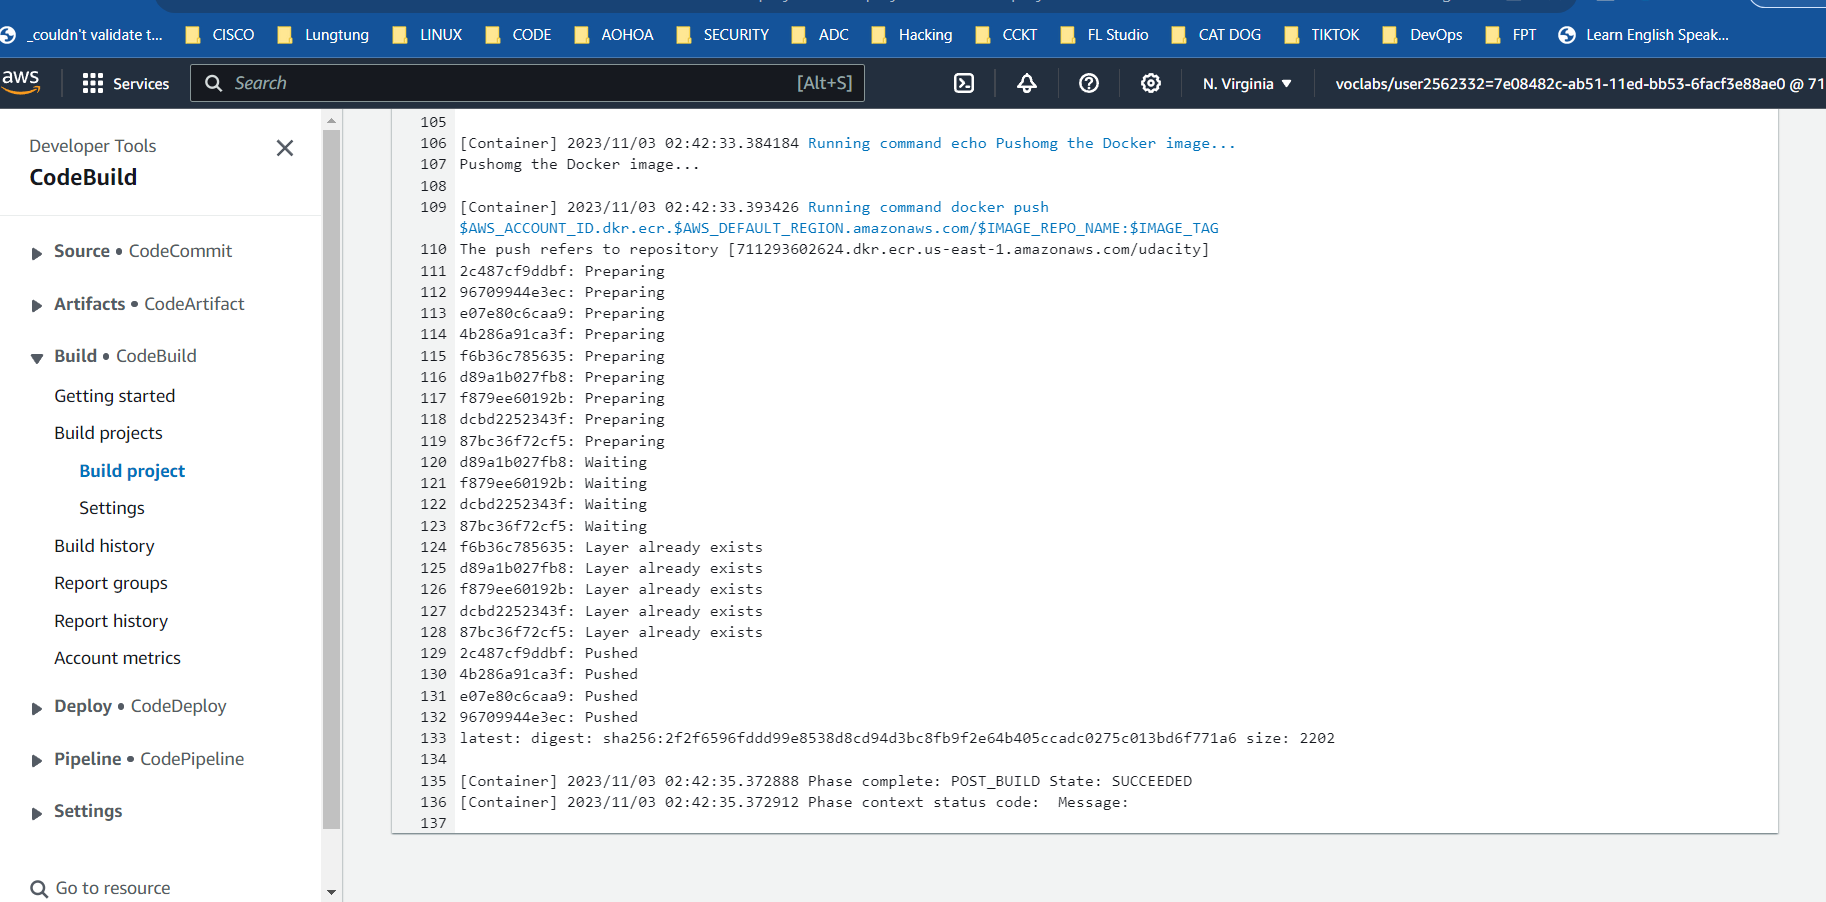 _couldn't validate t...
CISCO
Lungtung
LINUX
CODE
AOHOA
SECURITY
ADC
Hacking
CCKT
FL Studio
CAT DOG
TIKTOK
DevOps
FPT
Learn English Speak...
aws
Services
Search
[Alt+S]
N. Virginia
voclabs/user2562332=7e08482c-ab51-11ed-bb53-6facf3e88ae0 @ 71
Developer Tools
CodeBuild
Source • CodeCommit
Artifacts • CodeArtifact
Build • CodeBuild
Getting started
Build projects
Build project
Settings
Build history
Report groups
Report history
Account metrics
Deploy • CodeDeploy
Pipeline • CodePipeline
Settings
Go to resource
105
106 [Container] 2023/11/03 02:42:33.384184 Running command echo Pushomg the Docker image...
107 Pushomg the Docker image...
108
109 [Container] 2023/11/03 02:42:33.393426 Running command docker push
$AWS_ACCOUNT_ID.dkr.ecr.$AWS_DEFAULT_REGION.amazonaws.com/$IMAGE_REPO_NAME:$IMAGE_TAG
110 The push refers to repository [711293602624.dkr.ecr.us-east-1.amazonaws.com/udacity]
111 2c487cf9ddbf: Preparing
112 96709944e3ec: Preparing
113 e07e80c6caa9: Preparing
114 4b286a91ca3f: Preparing
115 f6b36c785635: Preparing
116 d89a1b027fb8: Preparing
117 f879ee60192b: Preparing
118 dcbd2252343f: Preparing
119 87bc36f72cf5: Preparing
120 d89a1b027fb8: Waiting
121 f879ee60192b: Waiting
122 dcbd2252343f: Waiting
123 87bc36f72cf5: Waiting
124 f6b36c785635: Layer already exists
125 d89a1b027fb8: Layer already exists
126 f879ee60192b: Layer already exists
127 dcbd2252343f: Layer already exists
128 87bc36f72cf5: Layer already exists
129 2c487cf9ddbf: Pushed
130 4b286a91ca3f: Pushed
131 e07e80c6caa9: Pushed
132 96709944e3ec: Pushed
133 latest: digest: sha256:2f2f6596fddd99e8538d8cd94d3bc8fb9f2e64b405ccadc0275c013bd6f771a6 size: 2202
134
135 [Container] 2023/11/03 02:42:35.372888 Phase complete: POST_BUILD State: SUCCEEDED
136 [Container] 2023/11/03 02:42:35.372912 Phase context status code:  Message:
137